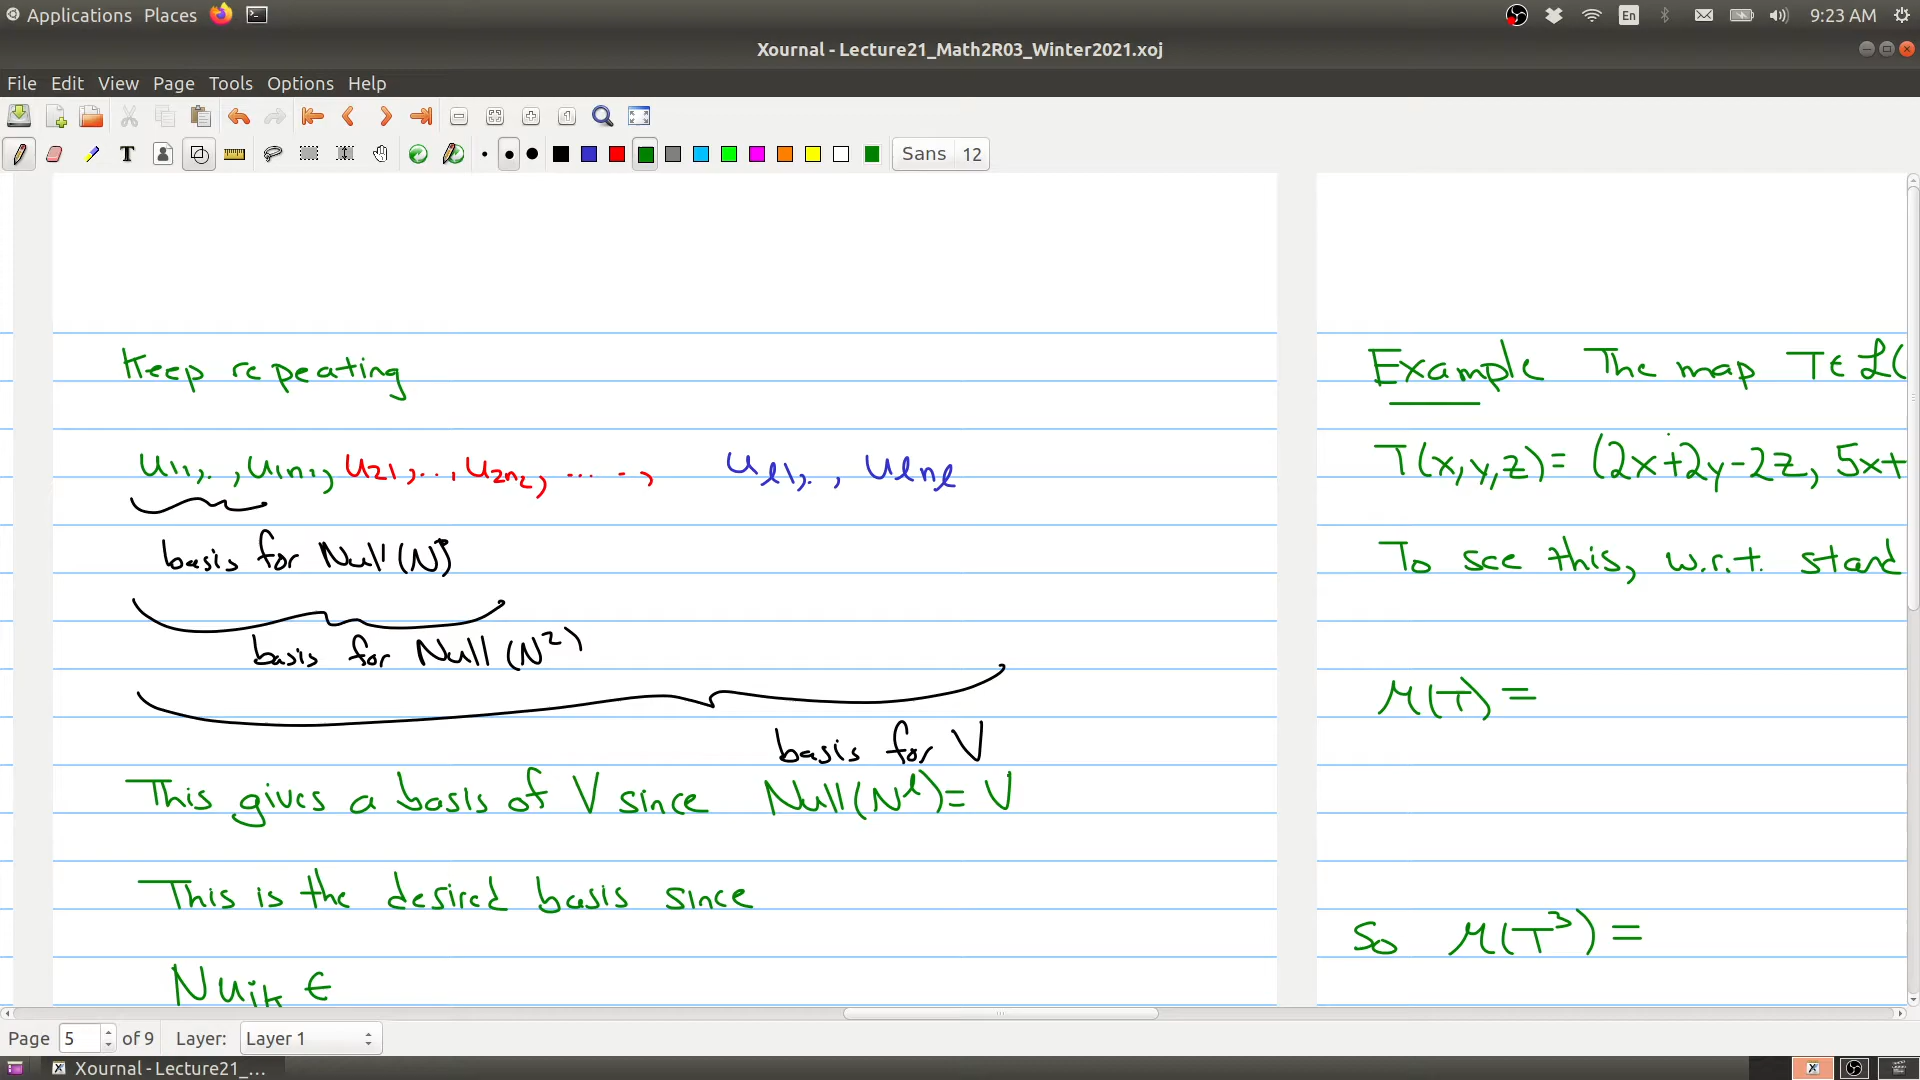 Applications Places En 9:23 AM
Xournal - Lecture21_Math2R03_Winter2021.xoj
File Edit View Page Tools Options Help
T Sans 12
Keep repeating
u11, . , u1n1, u21, .. , u2n2, .... .. , uℓ1, . , uℓnℓ
basis for Null(N)
basis for Null(N²)
basis for V
This gives a basis of V since Null(N^ℓ) = V
This is the desired basis since
Nuik ∈
Example The map T ∈ L(
T(x,y,z) = (2x+2y-2z, 5x+
To see this, w.r.t. stand
M(T) =
So M(T³) =
Page 5 of 9 Layer: Layer 1
Xournal - Lecture21_...